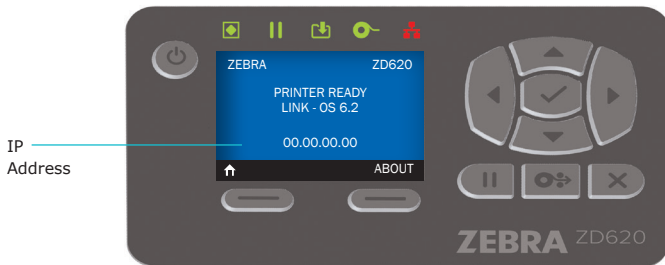 ZEBRA ZD620
PRINTER READY
LINK - OS 6.2
IP Address
00.00.00.00
ABOUT
ZEBRA ZD620